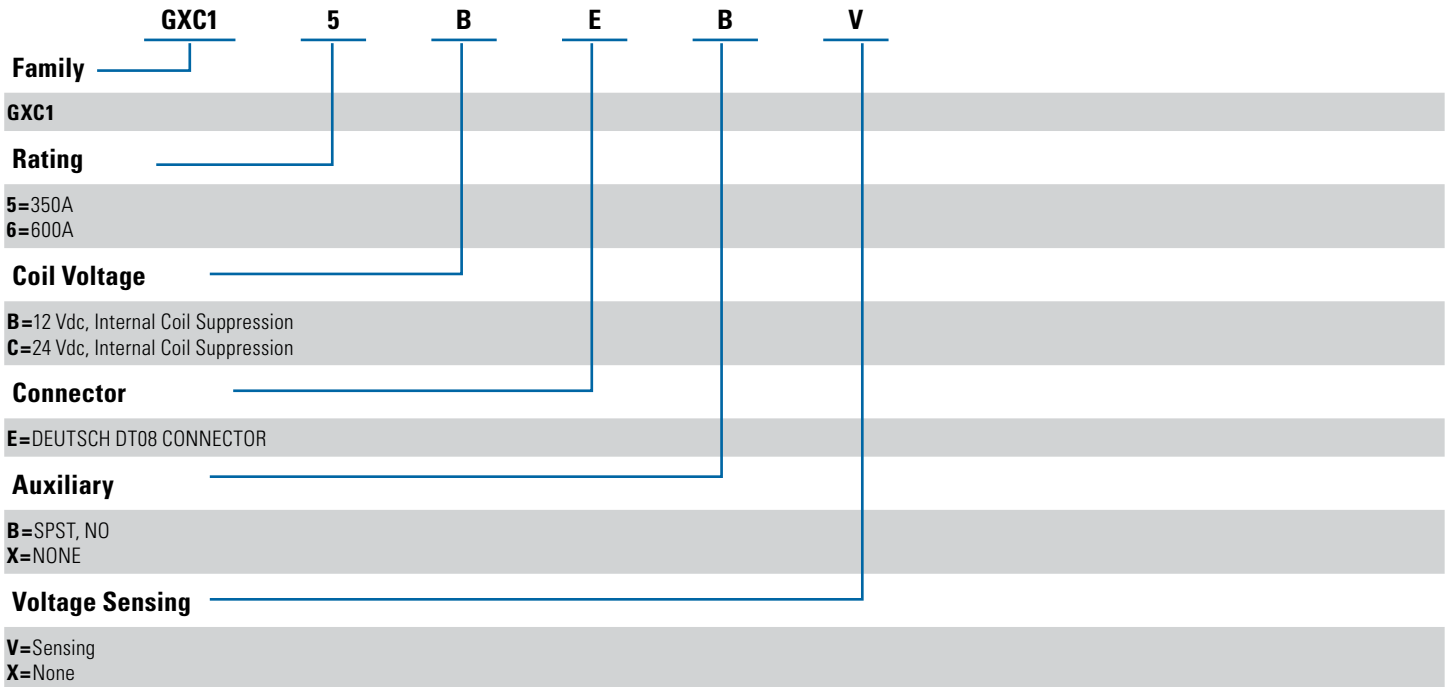 GXC1 5 B E B V
Family
GXC1
Rating
5=350A
6=600A
Coil Voltage
B=12 Vdc, Internal Coil Suppression
C=24 Vdc, Internal Coil Suppression
Connector
E=DEUTSCH DT08 CONNECTOR
Auxiliary
B=SPST, NO
X=NONE
Voltage Sensing
V=Sensing
X=None